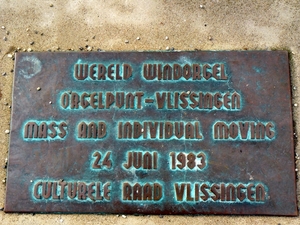 WERELD WINDORGEL
ORGELPUNT-VLISSINGEN
MASS AND INDIVIDUAL MOVING
24 JUNI 1983
CULTURELE RAAD VLISSINGEN